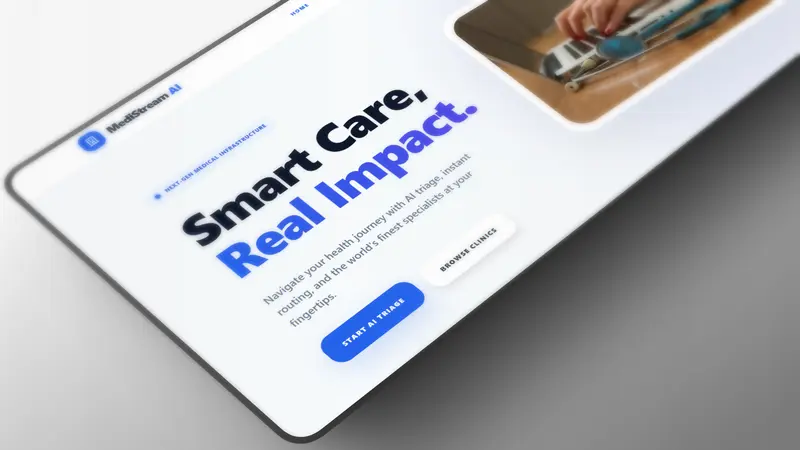 HOME
MediStream AI
NEXT-GEN MEDICAL INFRASTRUCTURE
Smart Care,
Real Impact.
Navigate your health journey with AI triage, instant
routing, and the world's finest specialists at your
fingertips.
START AI TRIAGE
BROWSE CLINICS